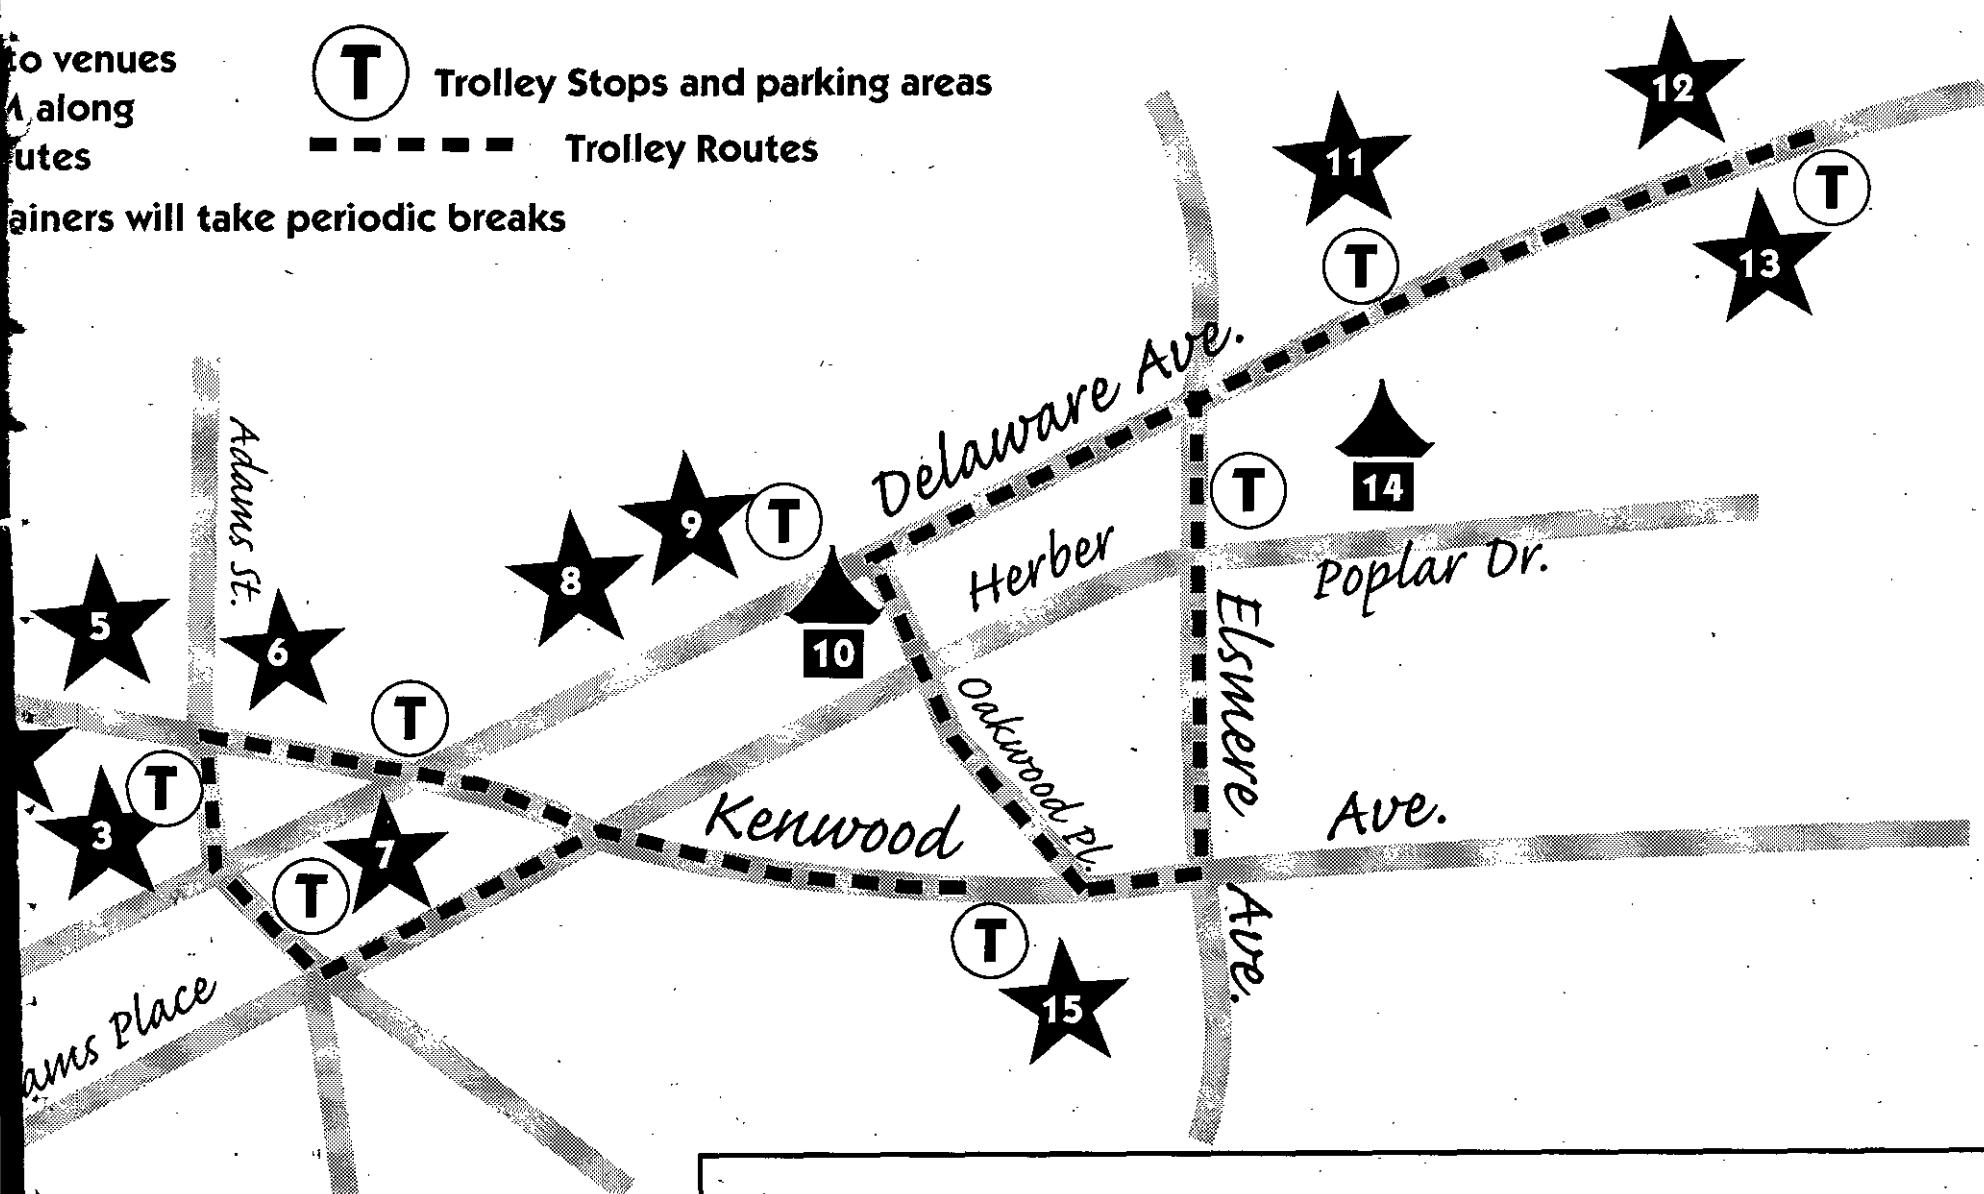 to venues
along
utes
T Trolley Stops and parking areas
Trolley Routes
ainers will take periodic breaks
12
11
T
13
T
Delaware Ave.
Adams St.
14
T
9
T
8
Herber
Poplar Dr.
5
6
10
Elsmere Ave.
Oakwood Pl.
T
T
3
7
Kenwood Ave.
T
T
15
ams Place